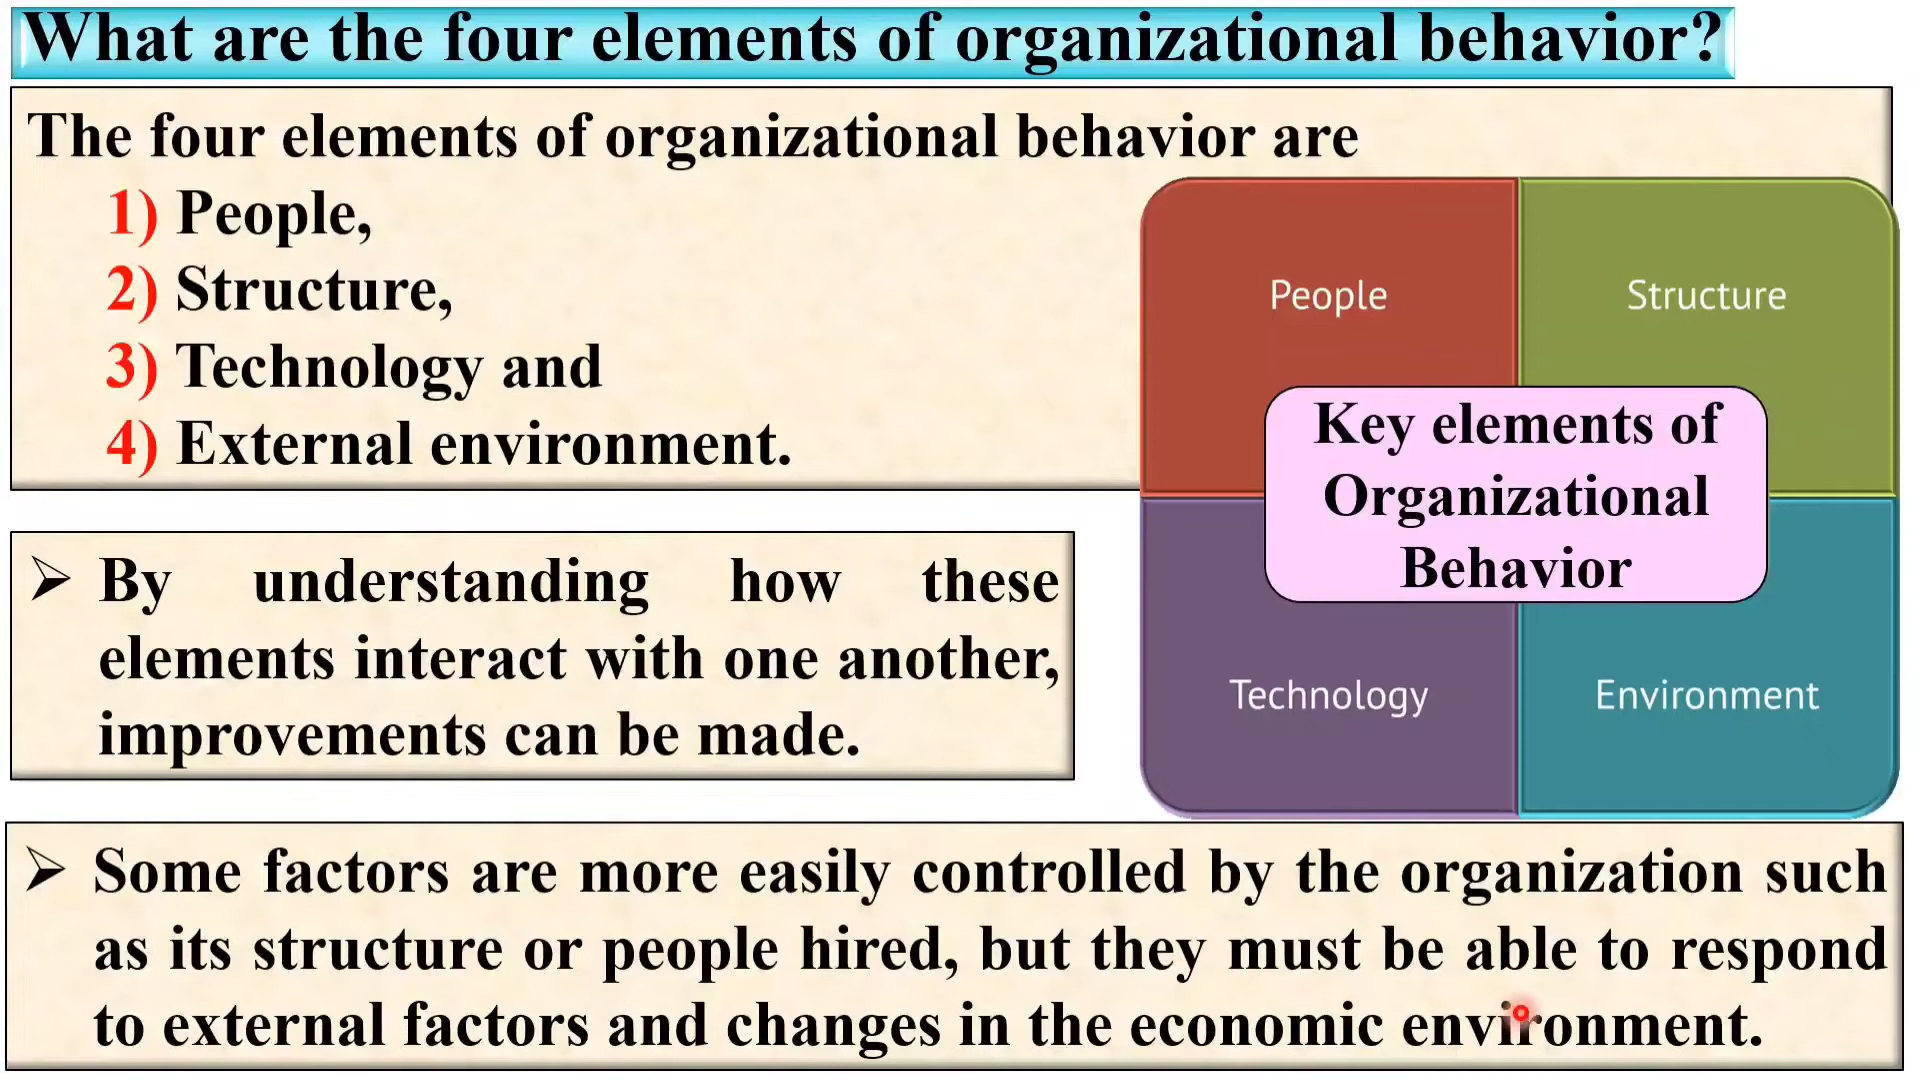 What are the four elements of organizational behavior?
The four elements of organizational behavior are
1) People,
2) Structure,
3) Technology and
4) External environment.
People
Structure
Key elements of
Organizational
Behavior
Technology
Environment
➢ By understanding how these
elements interact with one another,
improvements can be made.
➢ Some factors are more easily controlled by the organization such
as its structure or people hired, but they must be able to respond
to external factors and changes in the economic environment.